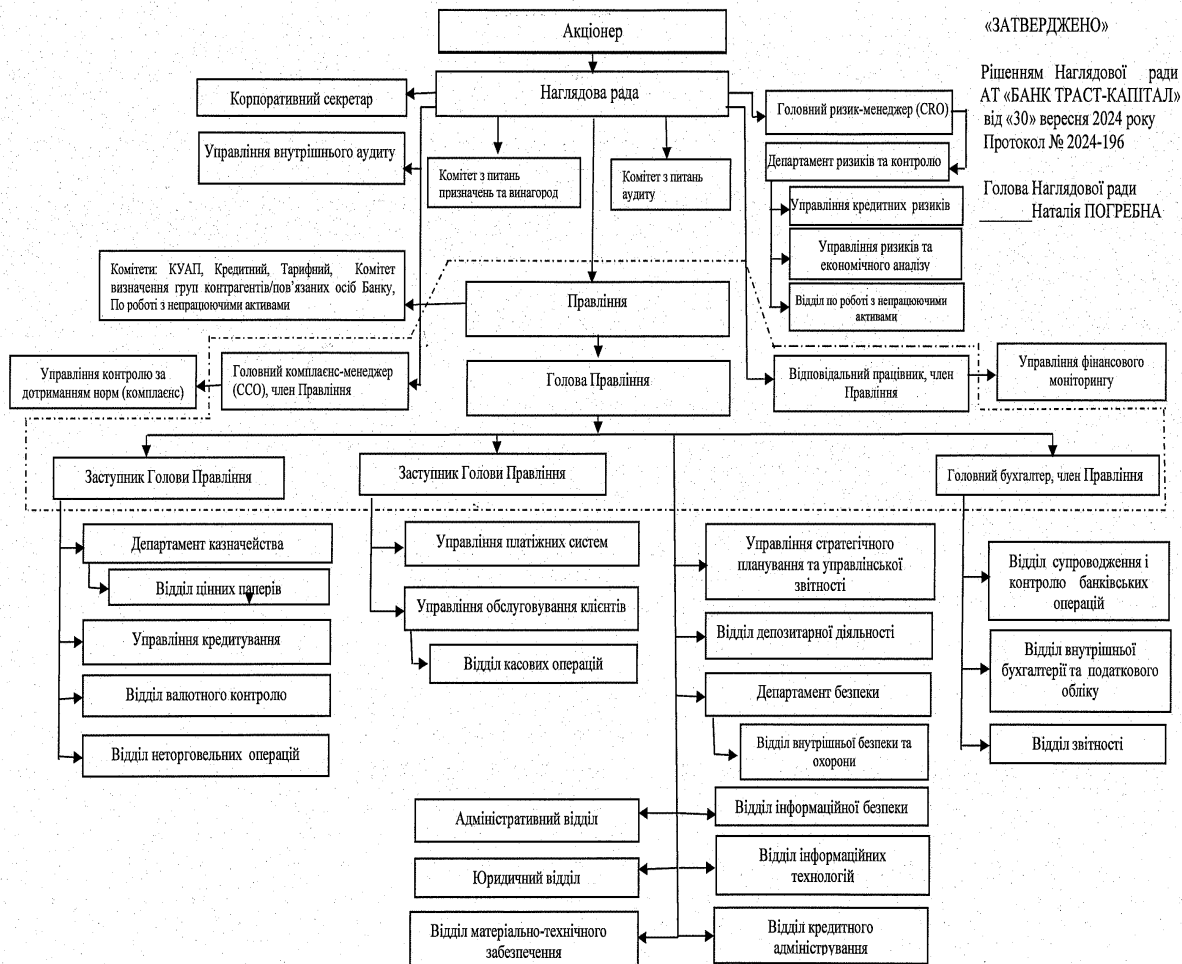 Акціонер
«ЗАТВЕРДЖЕНО»
Рішенням Наглядової ради
АТ «БАНК ТРАСТ-КАПІТАЛ»
від «30» вересня 2024 року
Протокол № 2024-196
Голова Наглядової ради
_______Наталія ПОГРЕБНА
Наглядова рада
Корпоративний секретар
Головний ризик-менеджер (CRO)
Управління внутрішнього аудиту
Комітет з питань
призначень та винагород
Комітет з питань
аудиту
Департамент ризиків та контролю
Управління кредитних ризиків
Управління ризиків та
економічного аналізу
Відділ по роботі з непрацюючими
активами
Комітети: КУАП, Кредитний, Тарифний, Комітет
визначення груп контрагентів/пов’язаних осіб Банку,
По роботі з непрацюючими активами
Правління
Управління контролю за
дотриманням норм (комплаєнс)
Головний комплаєнс-менеджер
(ССО), член Правління
Голова Правління
Відповідальний працівник, член
Правління
Управління фінансового
моніторингу
Заступник Голови Правління
Заступник Голови Правління
Головний бухгалтер, член Правління
Департамент казначейства
Відділ цінних паперів
Управління кредитування
Відділ валютного контролю
Відділ неторговельних операцій
Управління платіжних систем
Управління обслуговування клієнтів
Відділ касових операцій
Управління стратегічного
планування та управлінської
звітності
Відділ депозитарної діяльності
Департамент безпеки
Відділ внутрішньої безпеки та
охорони
Відділ супроводження і
контролю банківських
операцій
Відділ внутрішньої
бухгалтерії та податкового
обліку
Відділ звітності
Адміністративний відділ
Відділ інформаційної безпеки
Юридичний відділ
Відділ інформаційних
технологій
Відділ матеріально-технічного
забезпечення
Відділ кредитного
адміністрування